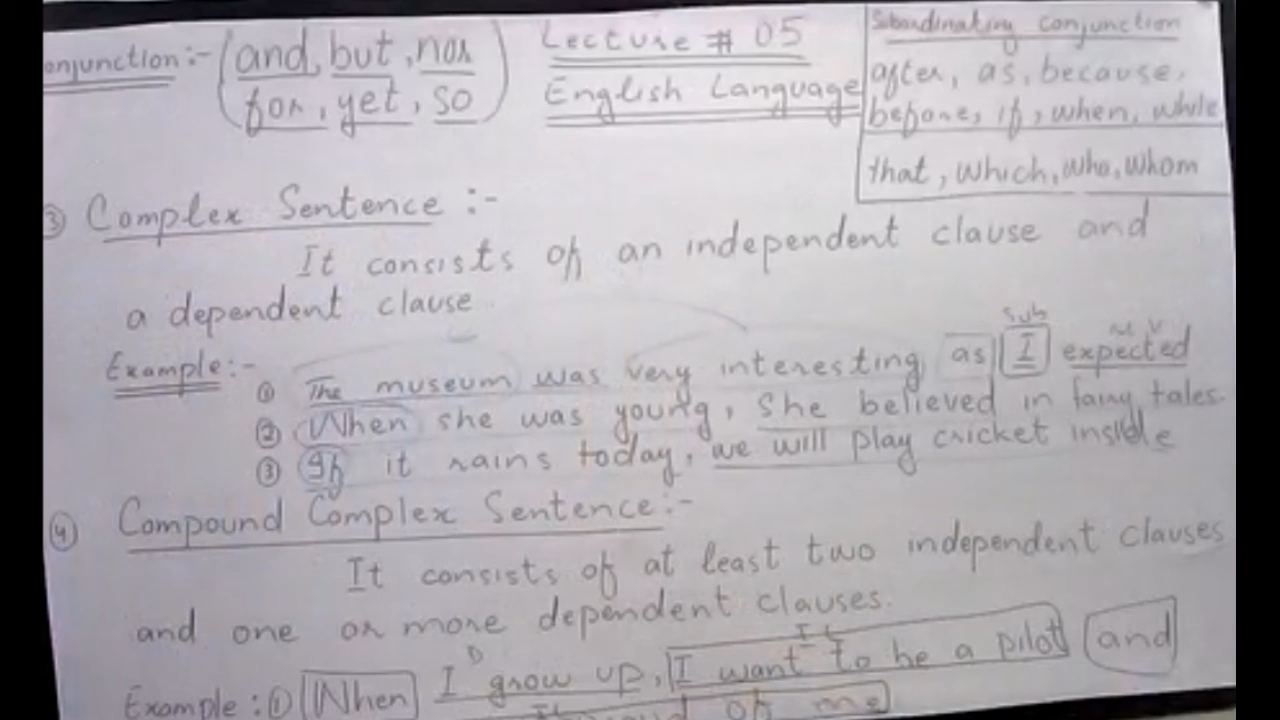 onjunction:- (and, but, nor
for, yet, so)
Lecture # 05
English Language
Subordinating conjunction
after, as, because,
before, if, when, while
that, which, who, whom
③ Complex Sentence :-
It consists of an independent clause and
a dependent clause
Sub
M V
Example:- ① The museum was very interesting as I expected
② When she was young, She believed in fairy tales.
③ If it rains today, we will play cricket inside
④ Compound Complex Sentence:-
It consists of at least two independent clauses
and one or more dependent clauses.
D
Example: ① When I grow up, I want to be a pilot and
of me